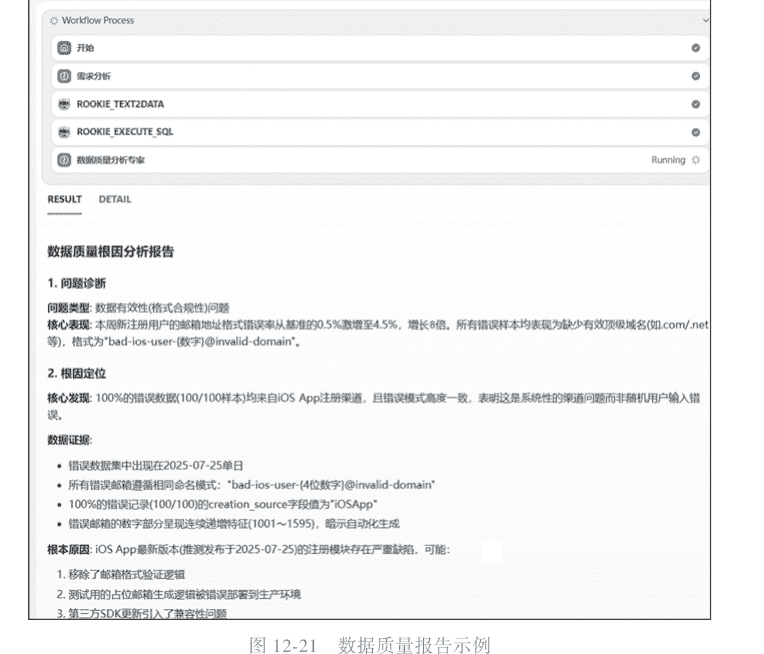 Workflow Process
开始
需求分析
ROOKIE_TEXT2DATA
ROOKIE_EXECUTE_SQL
数据质量分析专家 Running
RESULT DETAIL
数据质量根因分析报告
1. 问题诊断
问题类型: 数据有效性(格式合规性)问题
核心表现: 本周新注册用户的邮箱地址格式错误率从基准的0.5%激增至4.5%，增长8倍。所有错误样本均表现为缺少有效顶级域名(如.com/.net
等)，格式为"bad-ios-user-{数字}@invalid-domain"。
2. 根因定位
核心发现: 100%的错误数据(100/100样本)均来自iOS App注册渠道，且错误模式高度一致，表明这是系统性的渠道问题而非随机用户输入错
误。
数据证据:
• 错误数据集中出现在2025-07-25单日
• 所有错误邮箱遵循相同命名模式："bad-ios-user-{4位数字}@invalid-domain"
• 100%的错误记录(100/100)的creation_source字段值为"iOSApp"
• 错误邮箱的数字部分呈现连续递增特征(1001～1595)，暗示自动化生成
根本原因: iOS App最新版本(推测发布于2025-07-25)的注册模块存在严重缺陷，可能：
1. 移除了邮箱格式验证逻辑
2. 测试用的占位邮箱生成逻辑被错误部署到生产环境
3. 第三方SDK更新引入了兼容性问题
图 12-21 数据质量报告示例